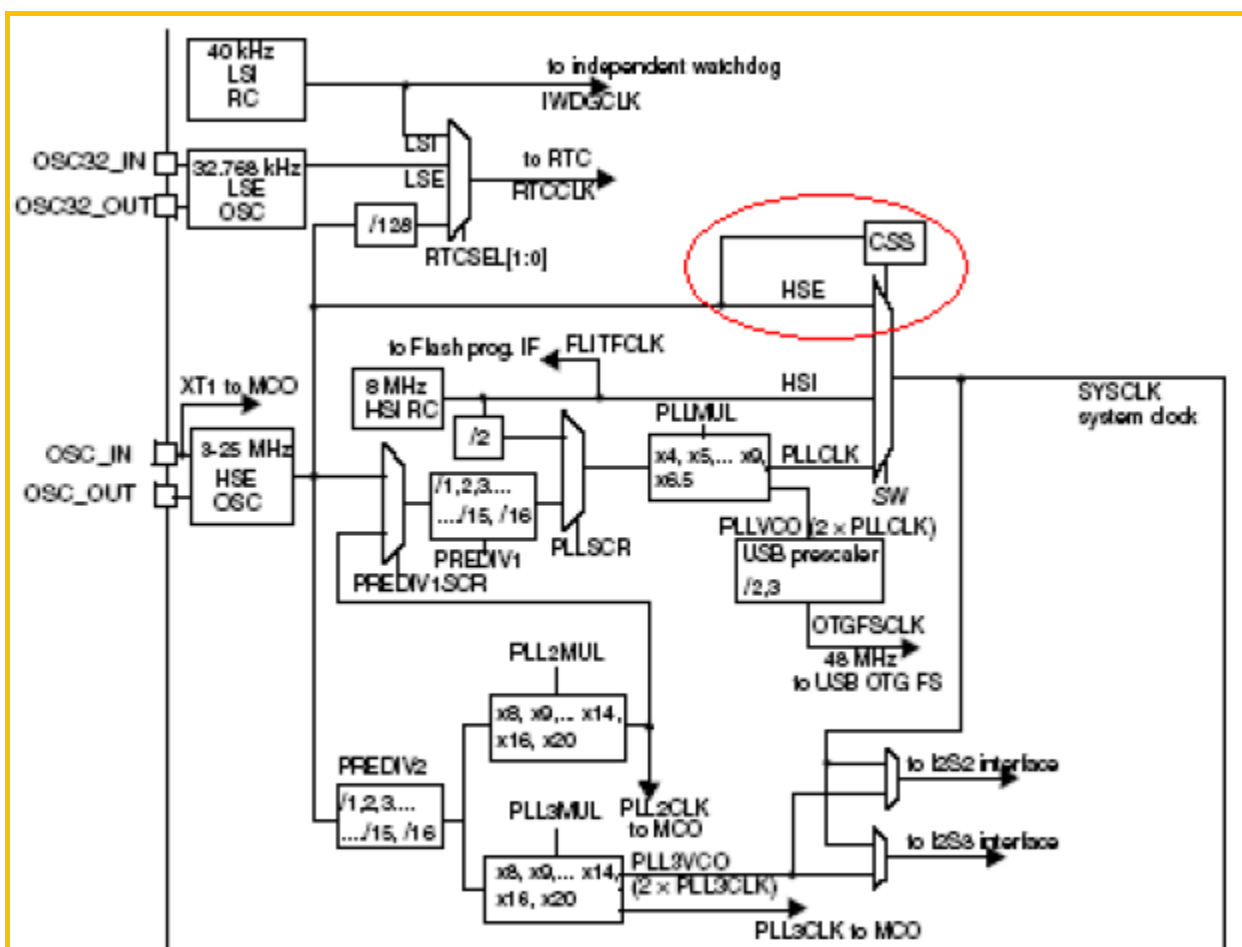 40 kHz
LSI
RC
to independent watchdog
IWDGCLK
OSC32_IN
OSC32_OUT
32.768 kHz
LSE
OSC
LSI
LSE
to RTC
RTCCLK
/128
RTCSEL[1:0]
CSS
HSE
to Flash prog. IF
FLITFCLK
XT1 to MCO
8 MHz
HSI RC
HSI
SYSCLK
system clock
/2
PLLMUL
OSC_IN
OSC_OUT
3-25 MHz
HSE
OSC
x4, x5,... x9,
x6.5
PLLCLK
SW
/1,2,3....
..../15, /16
PREDIV1
PLLSCR
PREDIV1SCR
PLLVCO (2 × PLLCLK)
USB prescaler
/2,3
OTGFSCLK
48 MHz
to USB OTG FS
PLL2MUL
x8, x9,... x14,
x16, x20
PREDIV2
/1,2,3....
..../15, /16
PLL2CLK
to MCO
PLL3MUL
x8, x9,... x14,
x16, x20
PLL3VCO
(2 × PLL3CLK)
PLL3CLK to MCO
to I2S2 interface
to I2S3 interface